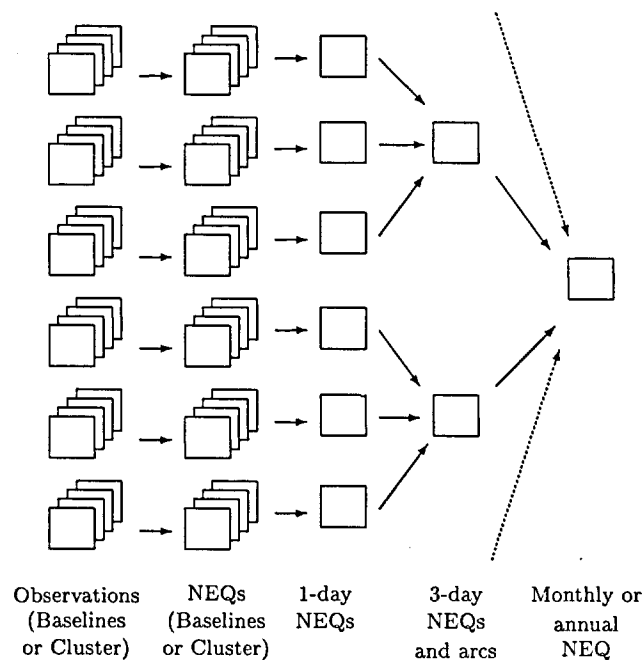 Observations
(Baselines
or Cluster)
NEQs
(Baselines
or Cluster)
1-day
NEQs
3-day
NEQs
and arcs
Monthly or
annual
NEQ